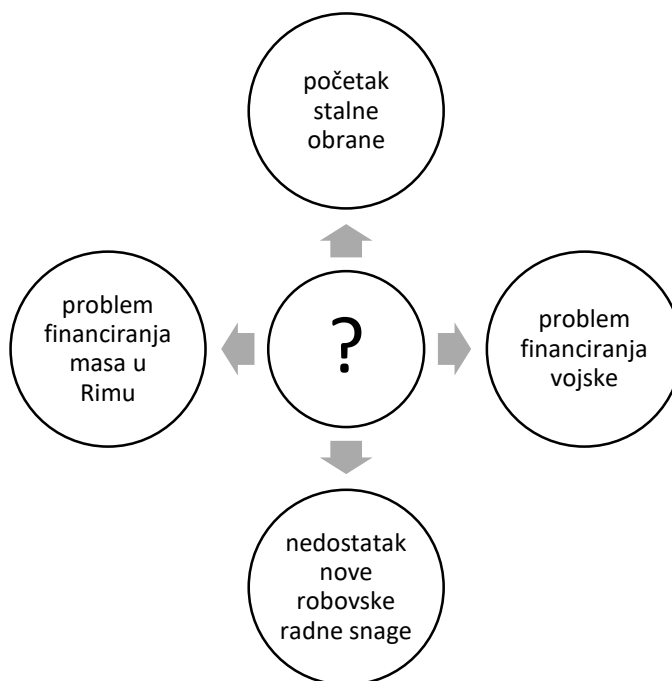 početak
stalne
obrane
problem
financiranja
masa u
Rimu
?
problem
financiranja
vojske
nedostatak
nove
robovske
radne snage